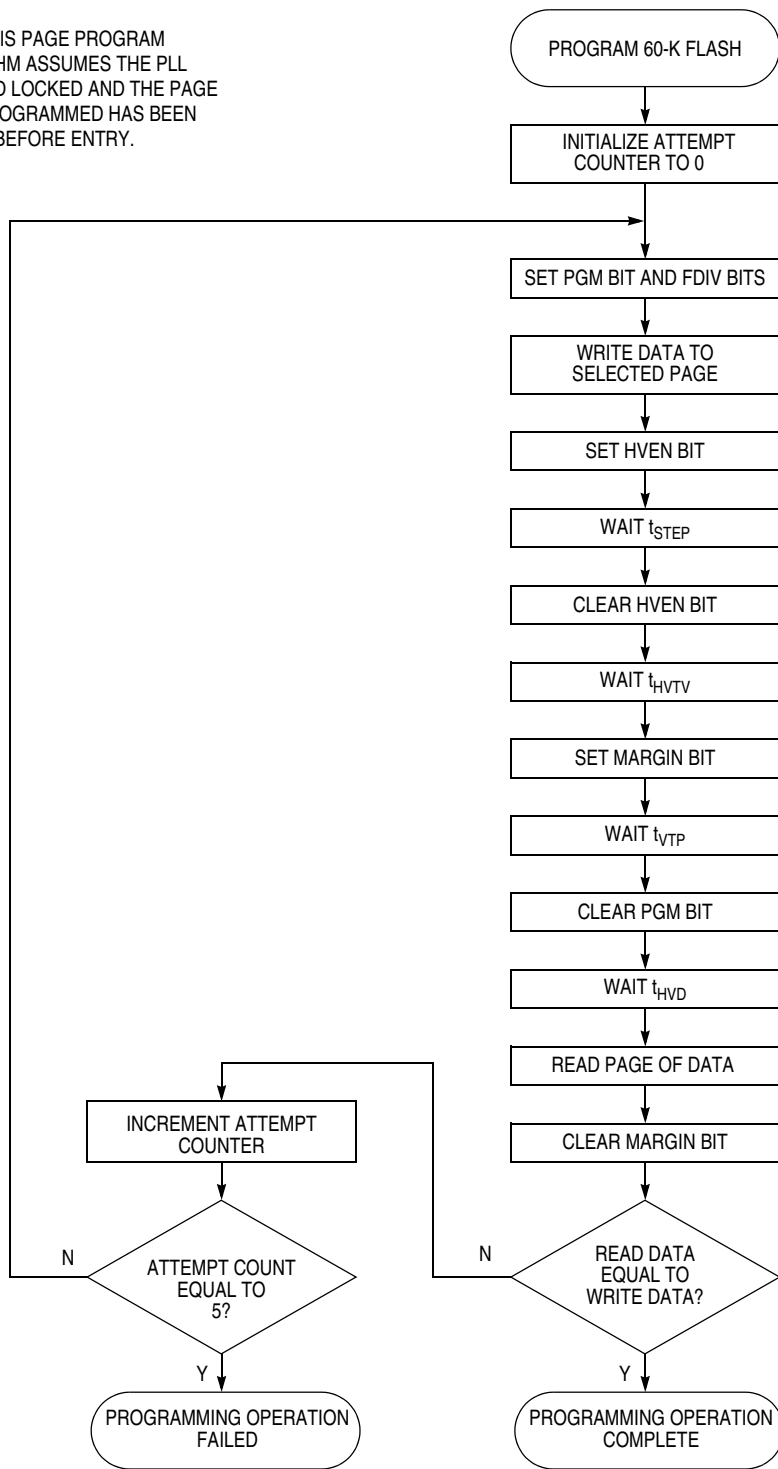 IS PAGE PROGRAM
HM ASSUMES THE PLL
D LOCKED AND THE PAGE
OGRAMMED HAS BEEN
BEFORE ENTRY.
PROGRAM 60-K FLASH
INITIALIZE ATTEMPT
COUNTER TO 0
SET PGM BIT AND FDIV BITS
WRITE DATA TO
SELECTED PAGE
SET HVEN BIT
WAIT tSTEP
CLEAR HVEN BIT
WAIT tHVTV
SET MARGIN BIT
WAIT tVTP
CLEAR PGM BIT
WAIT tHVD
READ PAGE OF DATA
INCREMENT ATTEMPT
COUNTER
CLEAR MARGIN BIT
N
ATTEMPT COUNT
EQUAL TO
5?
N
READ DATA
EQUAL TO
WRITE DATA?
Y
Y
PROGRAMMING OPERATION
FAILED
PROGRAMMING OPERATION
COMPLETE